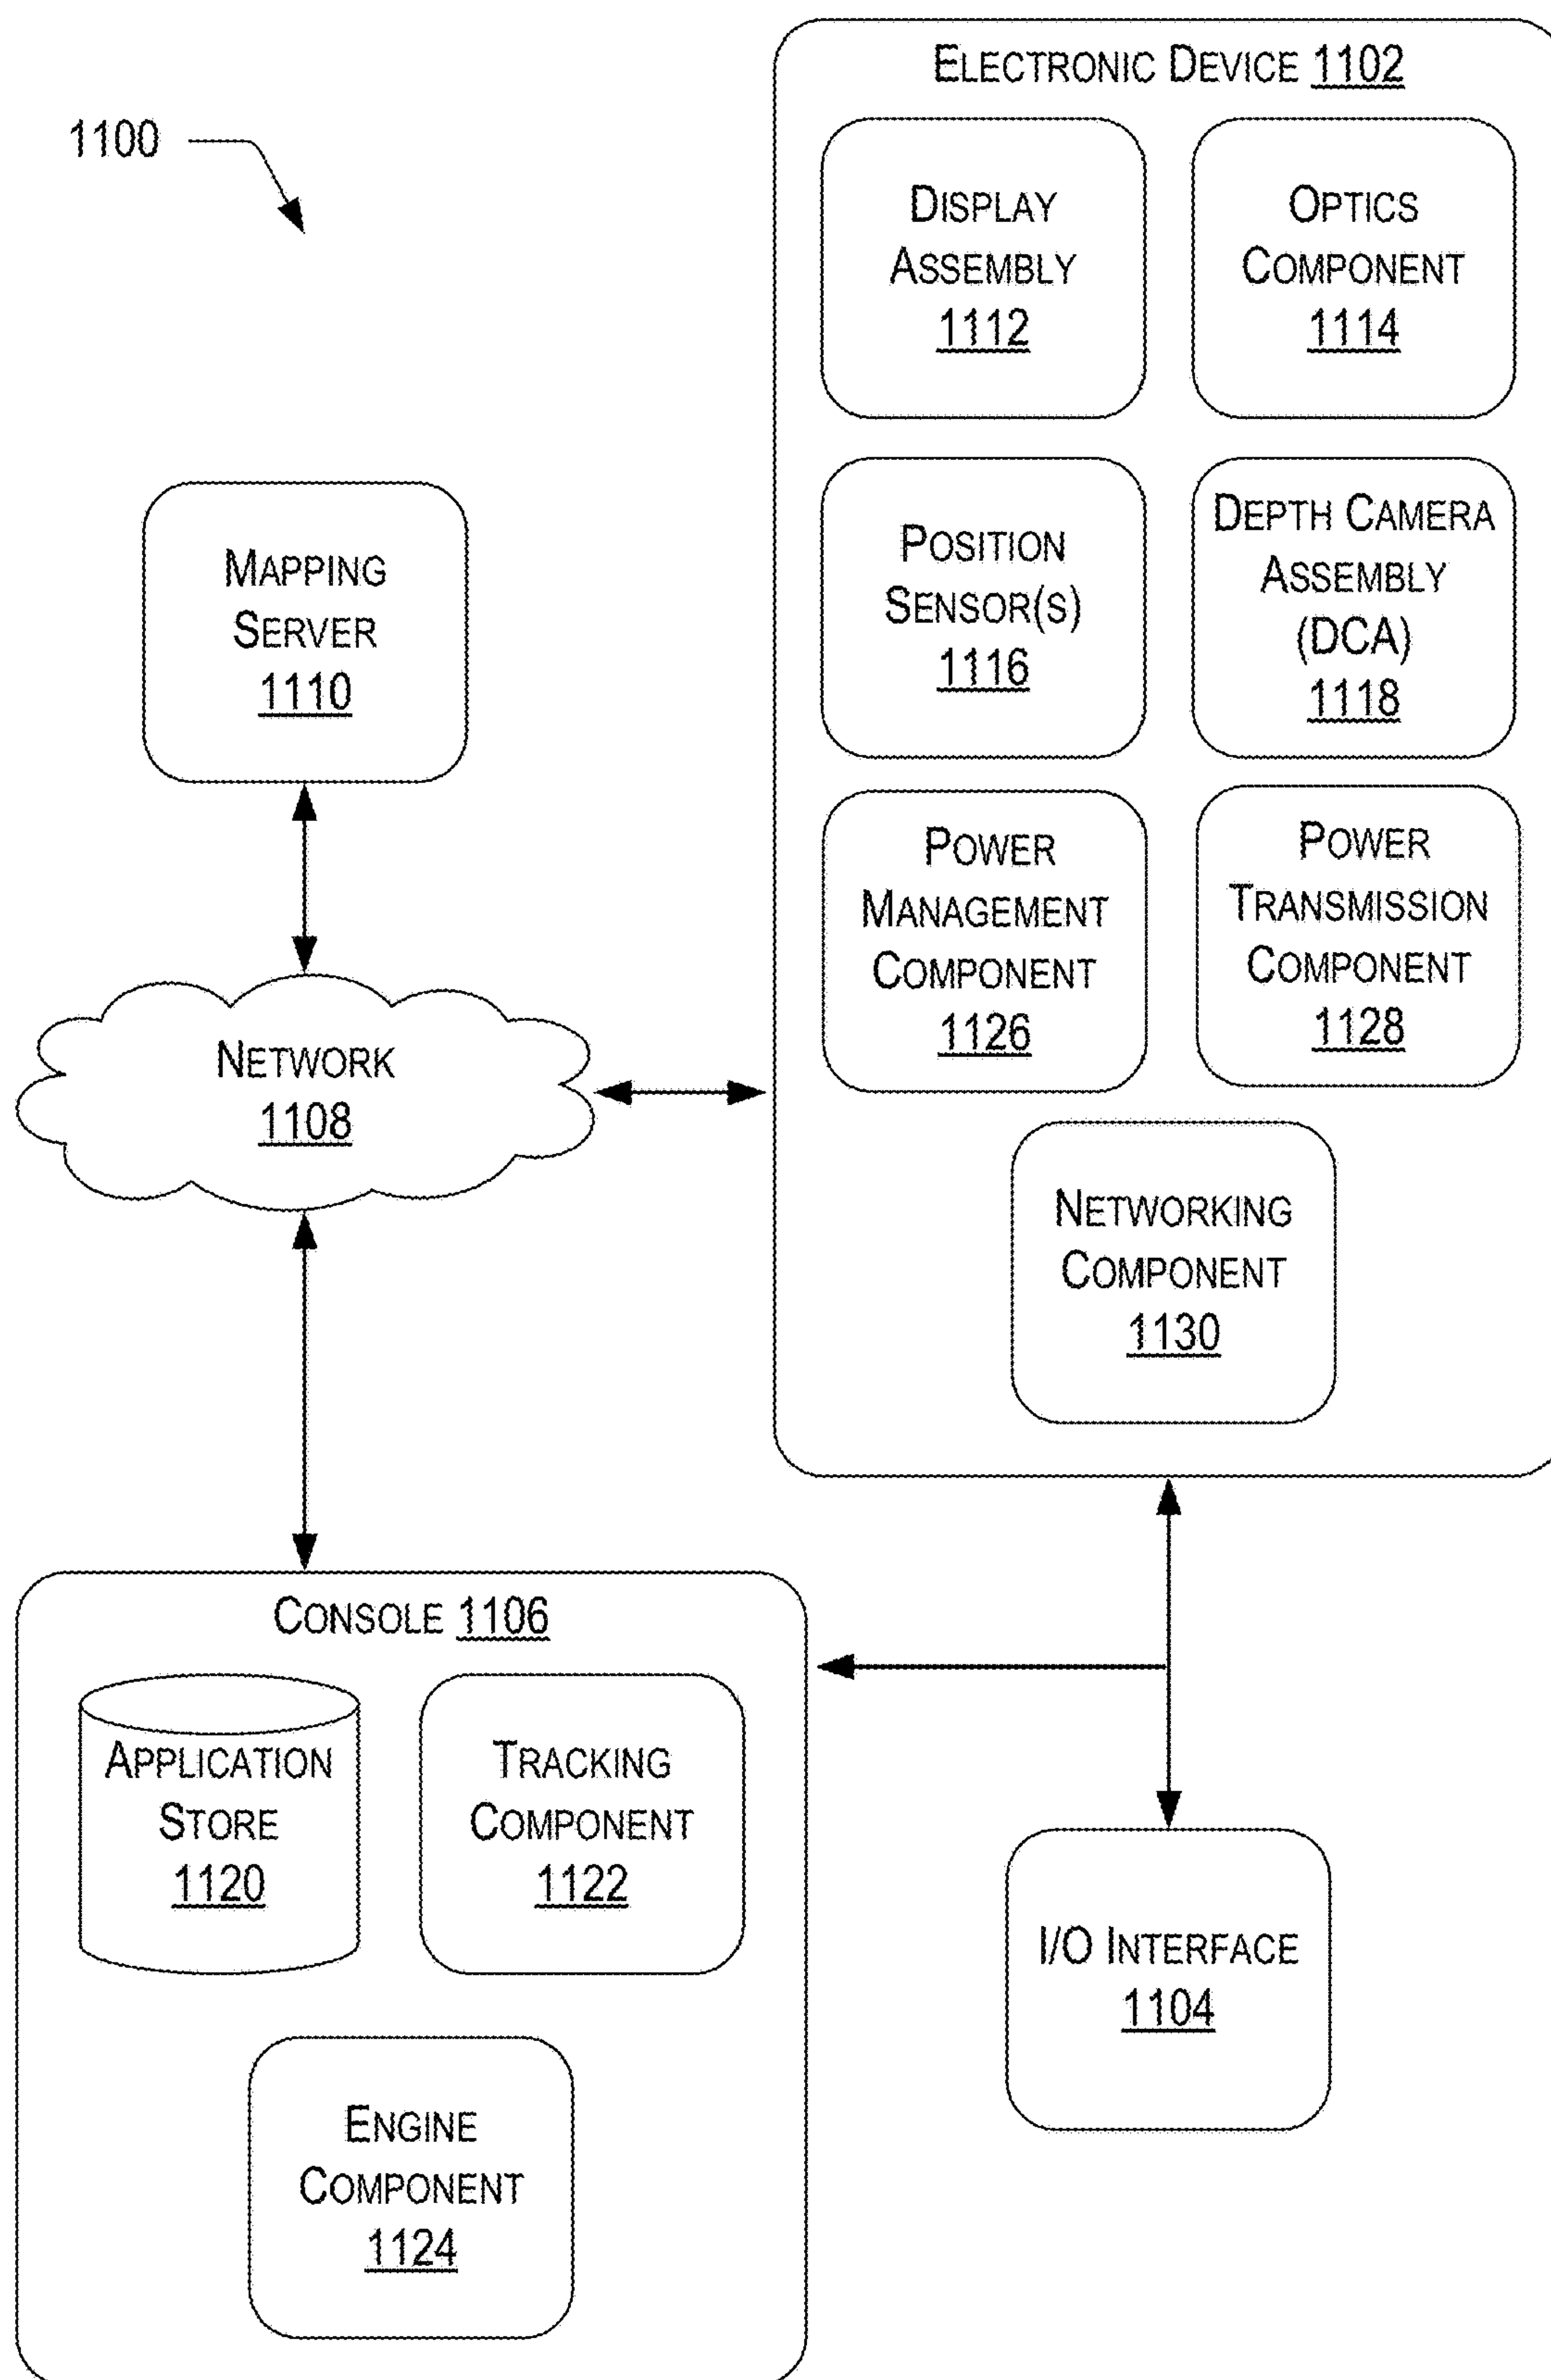 1100
ELECTRONIC DEVICE 1102
DISPLAY
ASSEMBLY
1112
OPTICS
COMPONENT
1114
POSITION
SENSOR(S)
1116
DEPTH CAMERA
ASSEMBLY
(DCA)
1118
POWER
MANAGEMENT
COMPONENT
1126
POWER
TRANSMISSION
COMPONENT
1128
NETWORKING
COMPONENT
1130
MAPPING
SERVER
1110
NETWORK
1108
CONSOLE 1106
APPLICATION
STORE
1120
TRACKING
COMPONENT
1122
ENGINE
COMPONENT
1124
I/O INTERFACE
1104